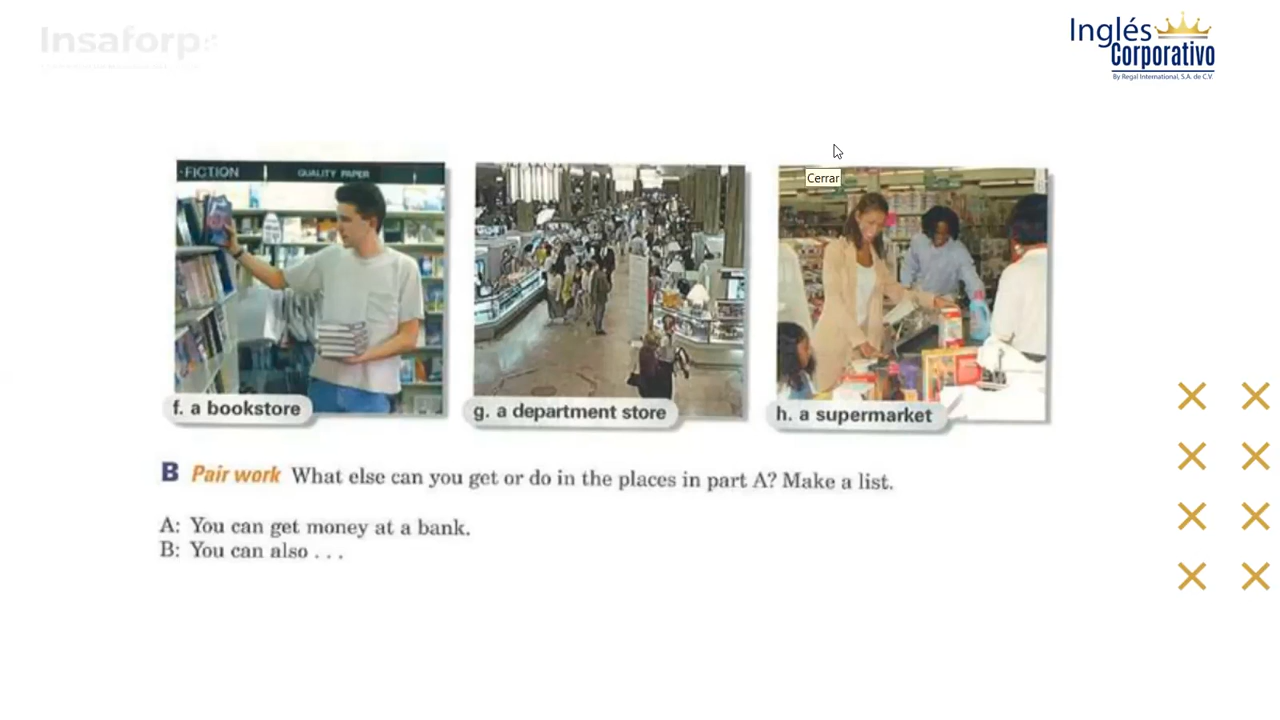 Insaforp
Inglés
Corporativo
By Regal International, S.A. de C.V.
-FICTION
QUALITY PAPER
Cerrar
f. a bookstore
g. a department store
h. a supermarket
B Pair work What else can you get or do in the places in part A? Make a list.
A: You can get money at a bank.
B: You can also . . .